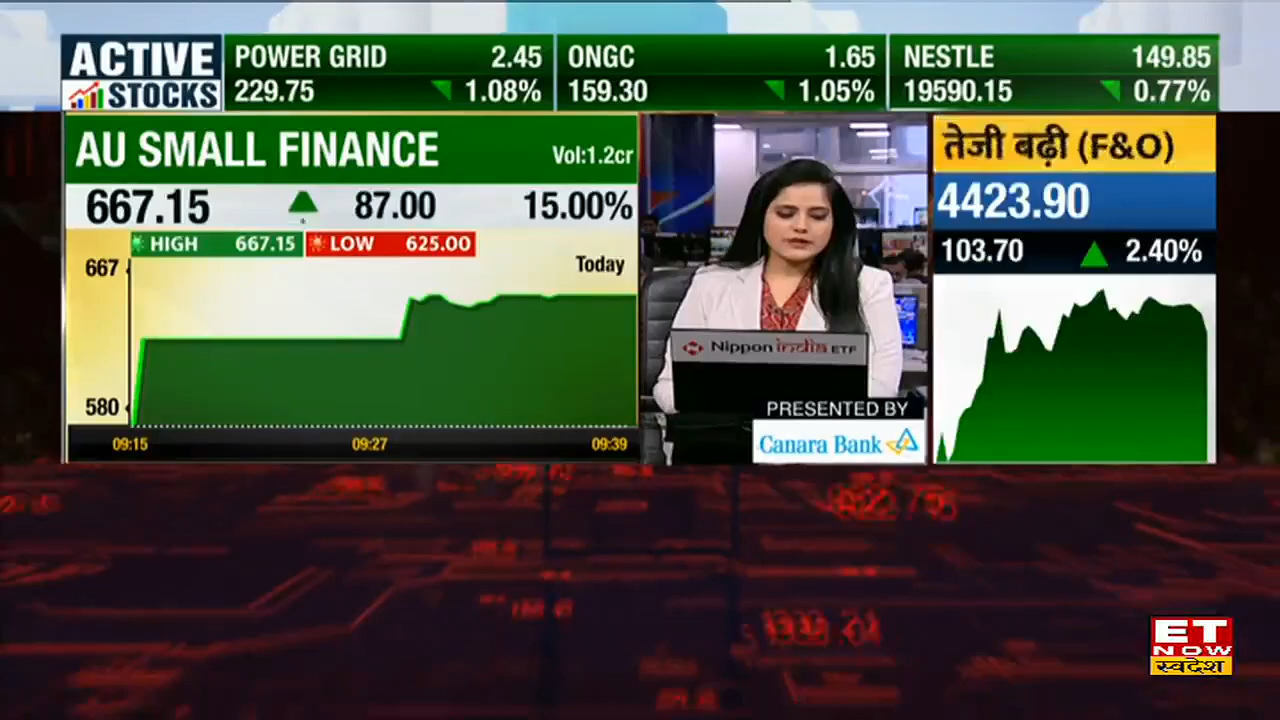 ACTIVE
STOCKS
POWER GRID 2.45
229.75 1.08%
ONGC 1.65
159.30 1.05%
NESTLE 149.85
19590.15 0.77%
AU SMALL FINANCE Vol:1.2cr
667.15 87.00 15.00%
HIGH 667.15 LOW 625.00
Today
667
580
09:15 09:27 09:39
Nippon india ETF
PRESENTED BY
Canara Bank
तेजी बढ़ी (F&O)
4423.90
103.70 2.40%
ET
NOW
स्वदेश